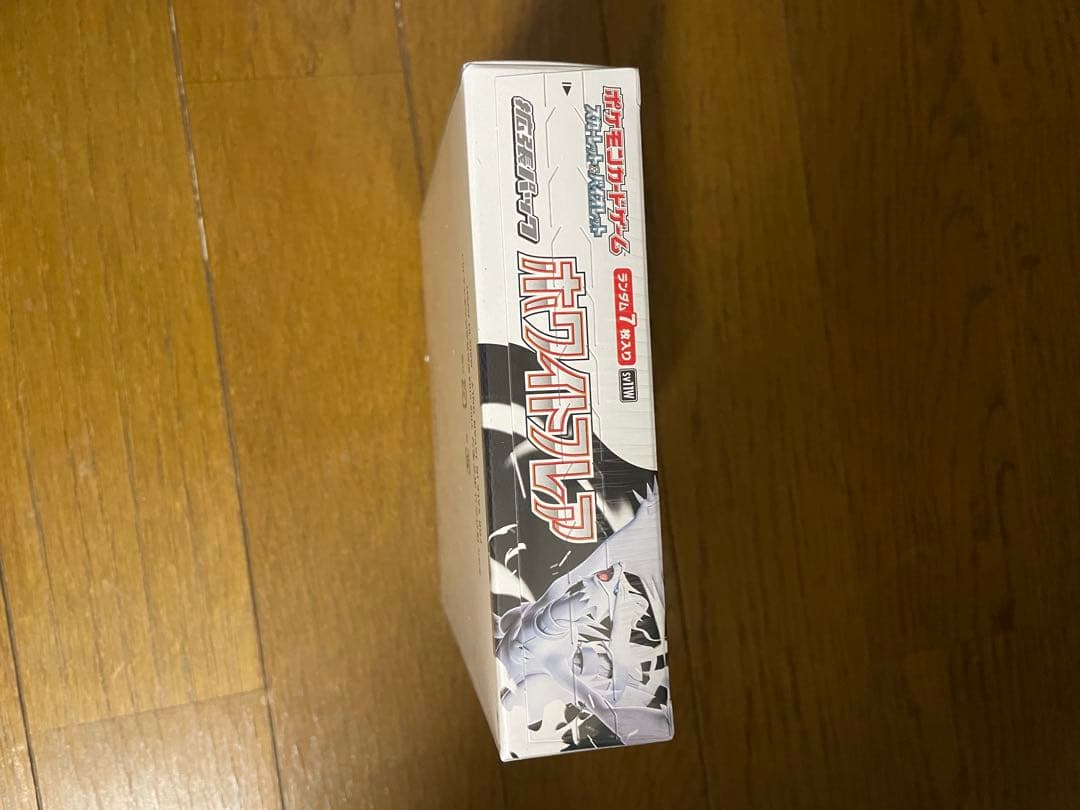 ポケモンカードゲーム
スカーレット&バイオレット
ランダム7枚入り
SV11W
拡張パック
ホワイトフレア